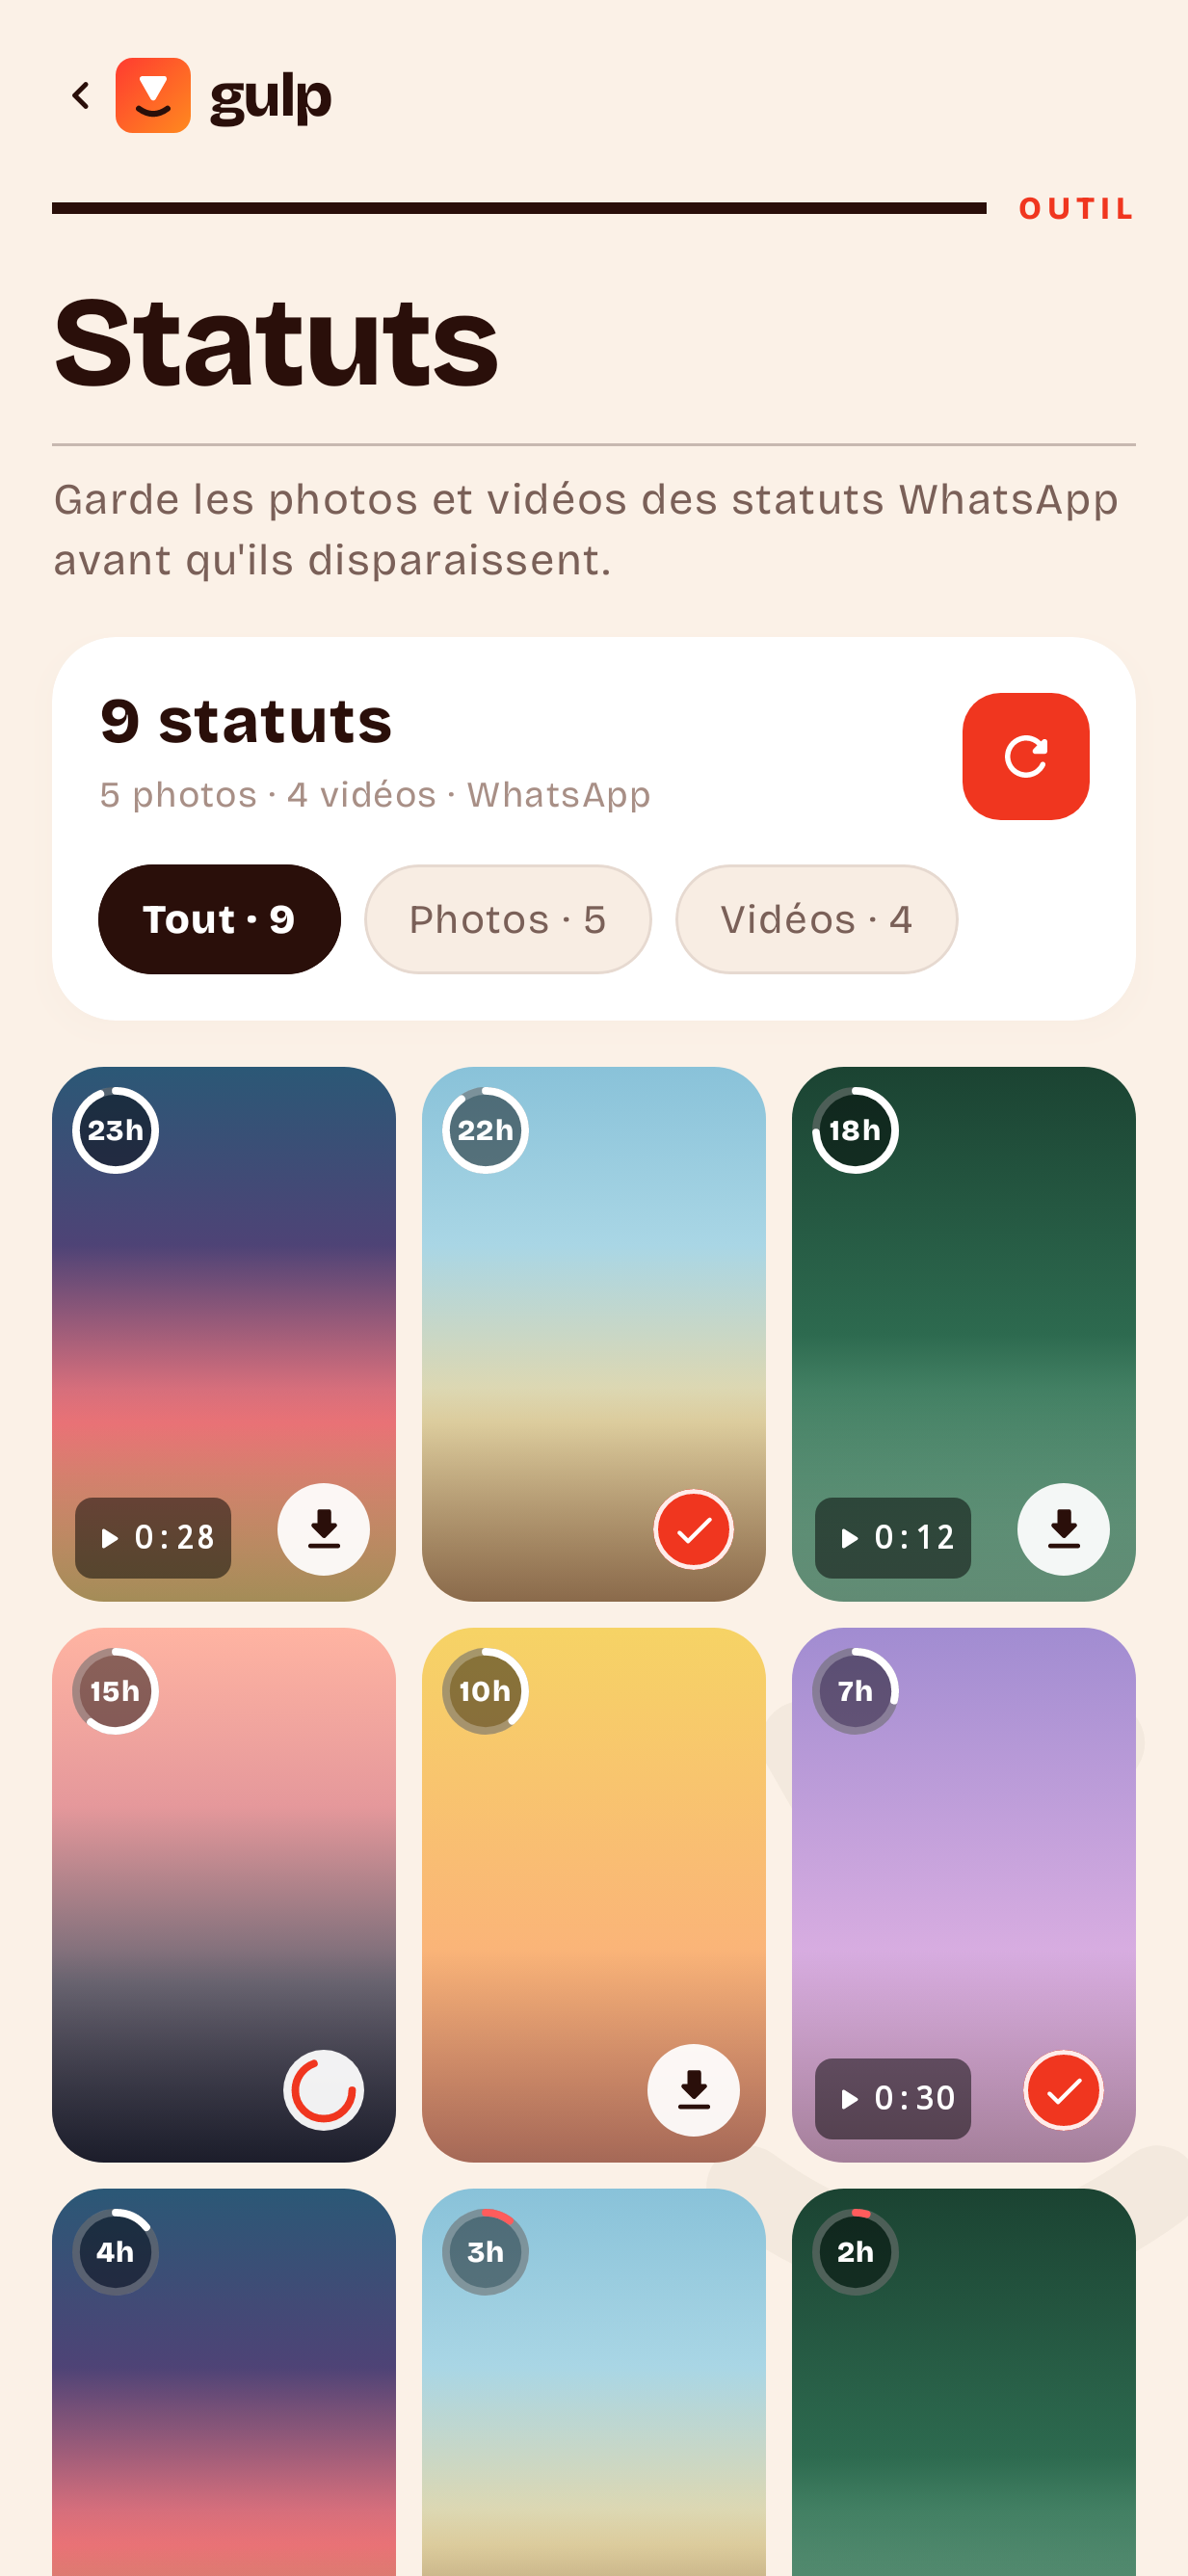 gulp
OUTIL
Statuts
Garde les photos et vidéos des statuts WhatsApp
avant qu'ils disparaissent.
9 statuts
5 photos · 4 vidéos · WhatsApp
Tout · 9
Photos · 5
Vidéos · 4
23h
22h
18h
0:28
0:12
15h
10h
7h
0:30
4h
3h
2h